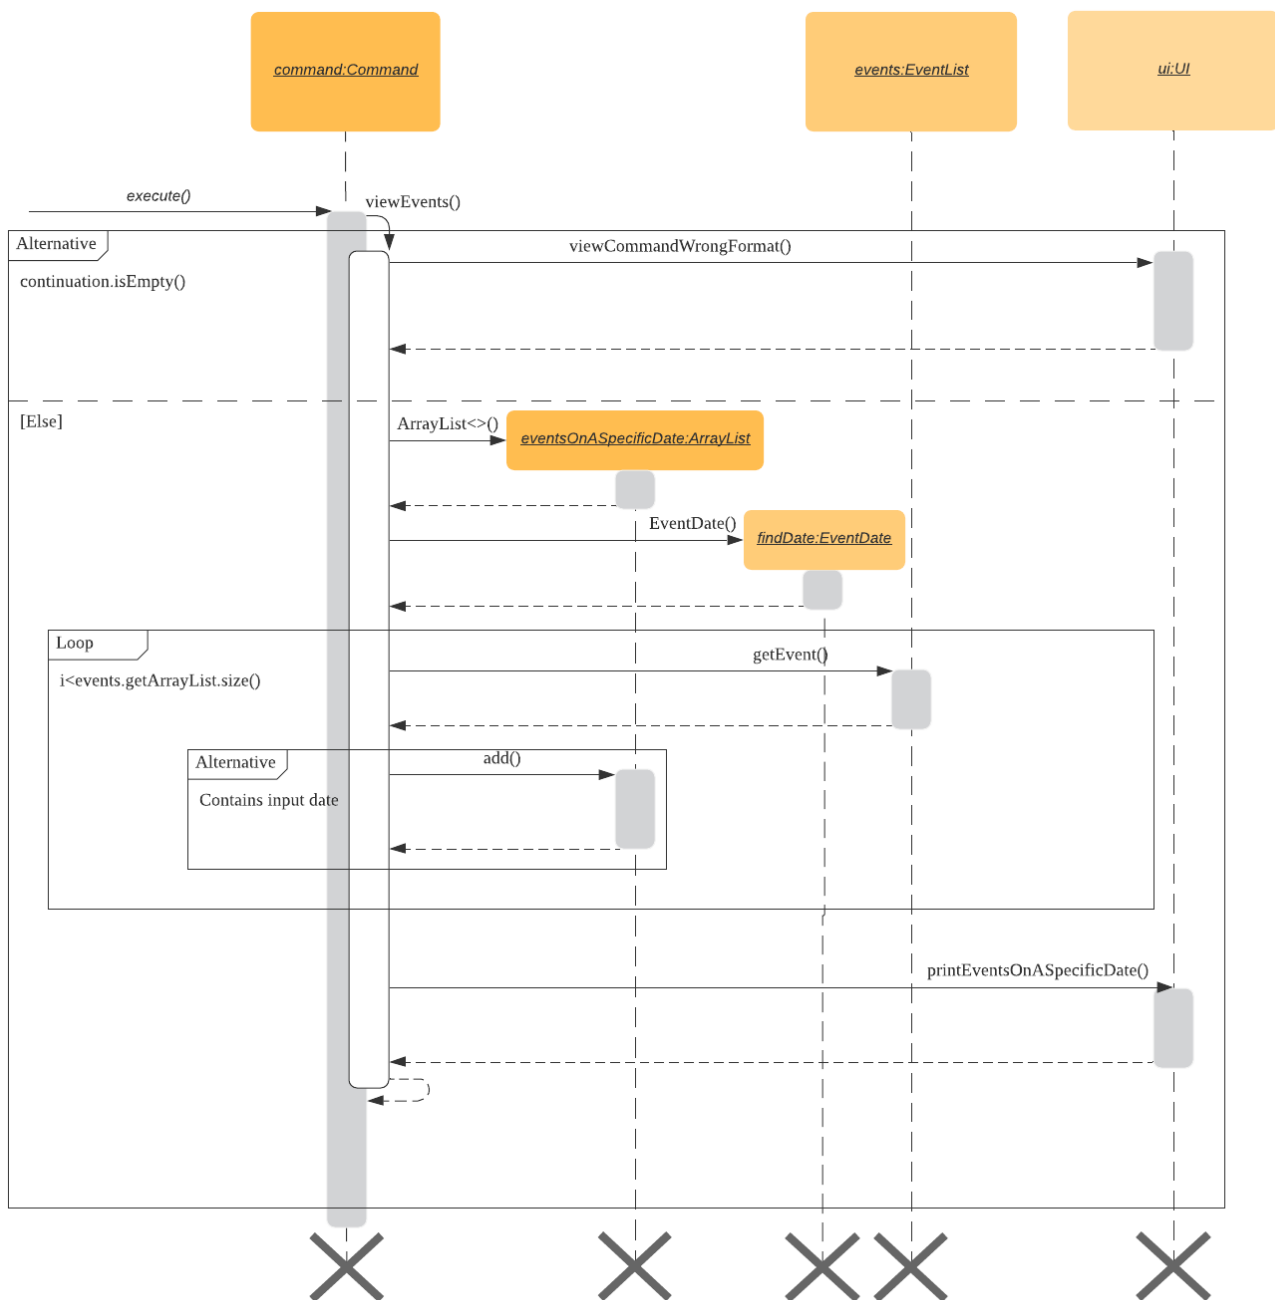 command:Command
events:EventList
ui:UI
execute()
viewEvents()
Alternative
viewCommandWrongFormat()
continuation.isEmpty()
[Else]
ArrayList<>()
eventsOnASpecificDate:ArrayList
EventDate()
findDate:EventDate
Loop
getEvent()
i<events.getArrayList.size()
Alternative
add()
Contains input date
printEventsOnASpecificDate()